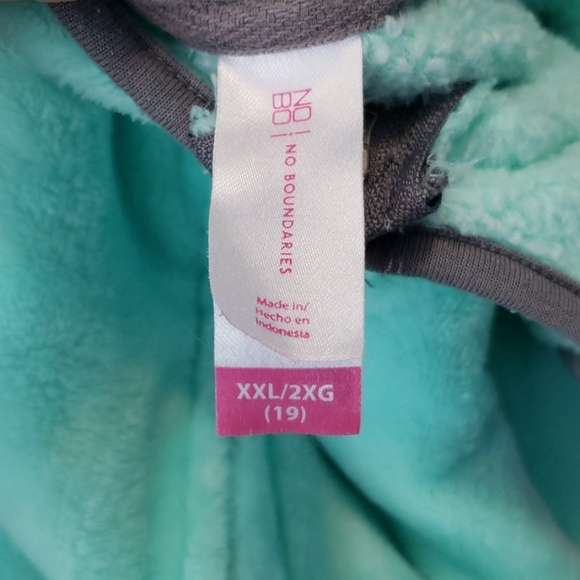 NO!
BO!
NO BOUNDARIES
Made in/
Hecho en
Indonesia
XXL/2XG
(19)